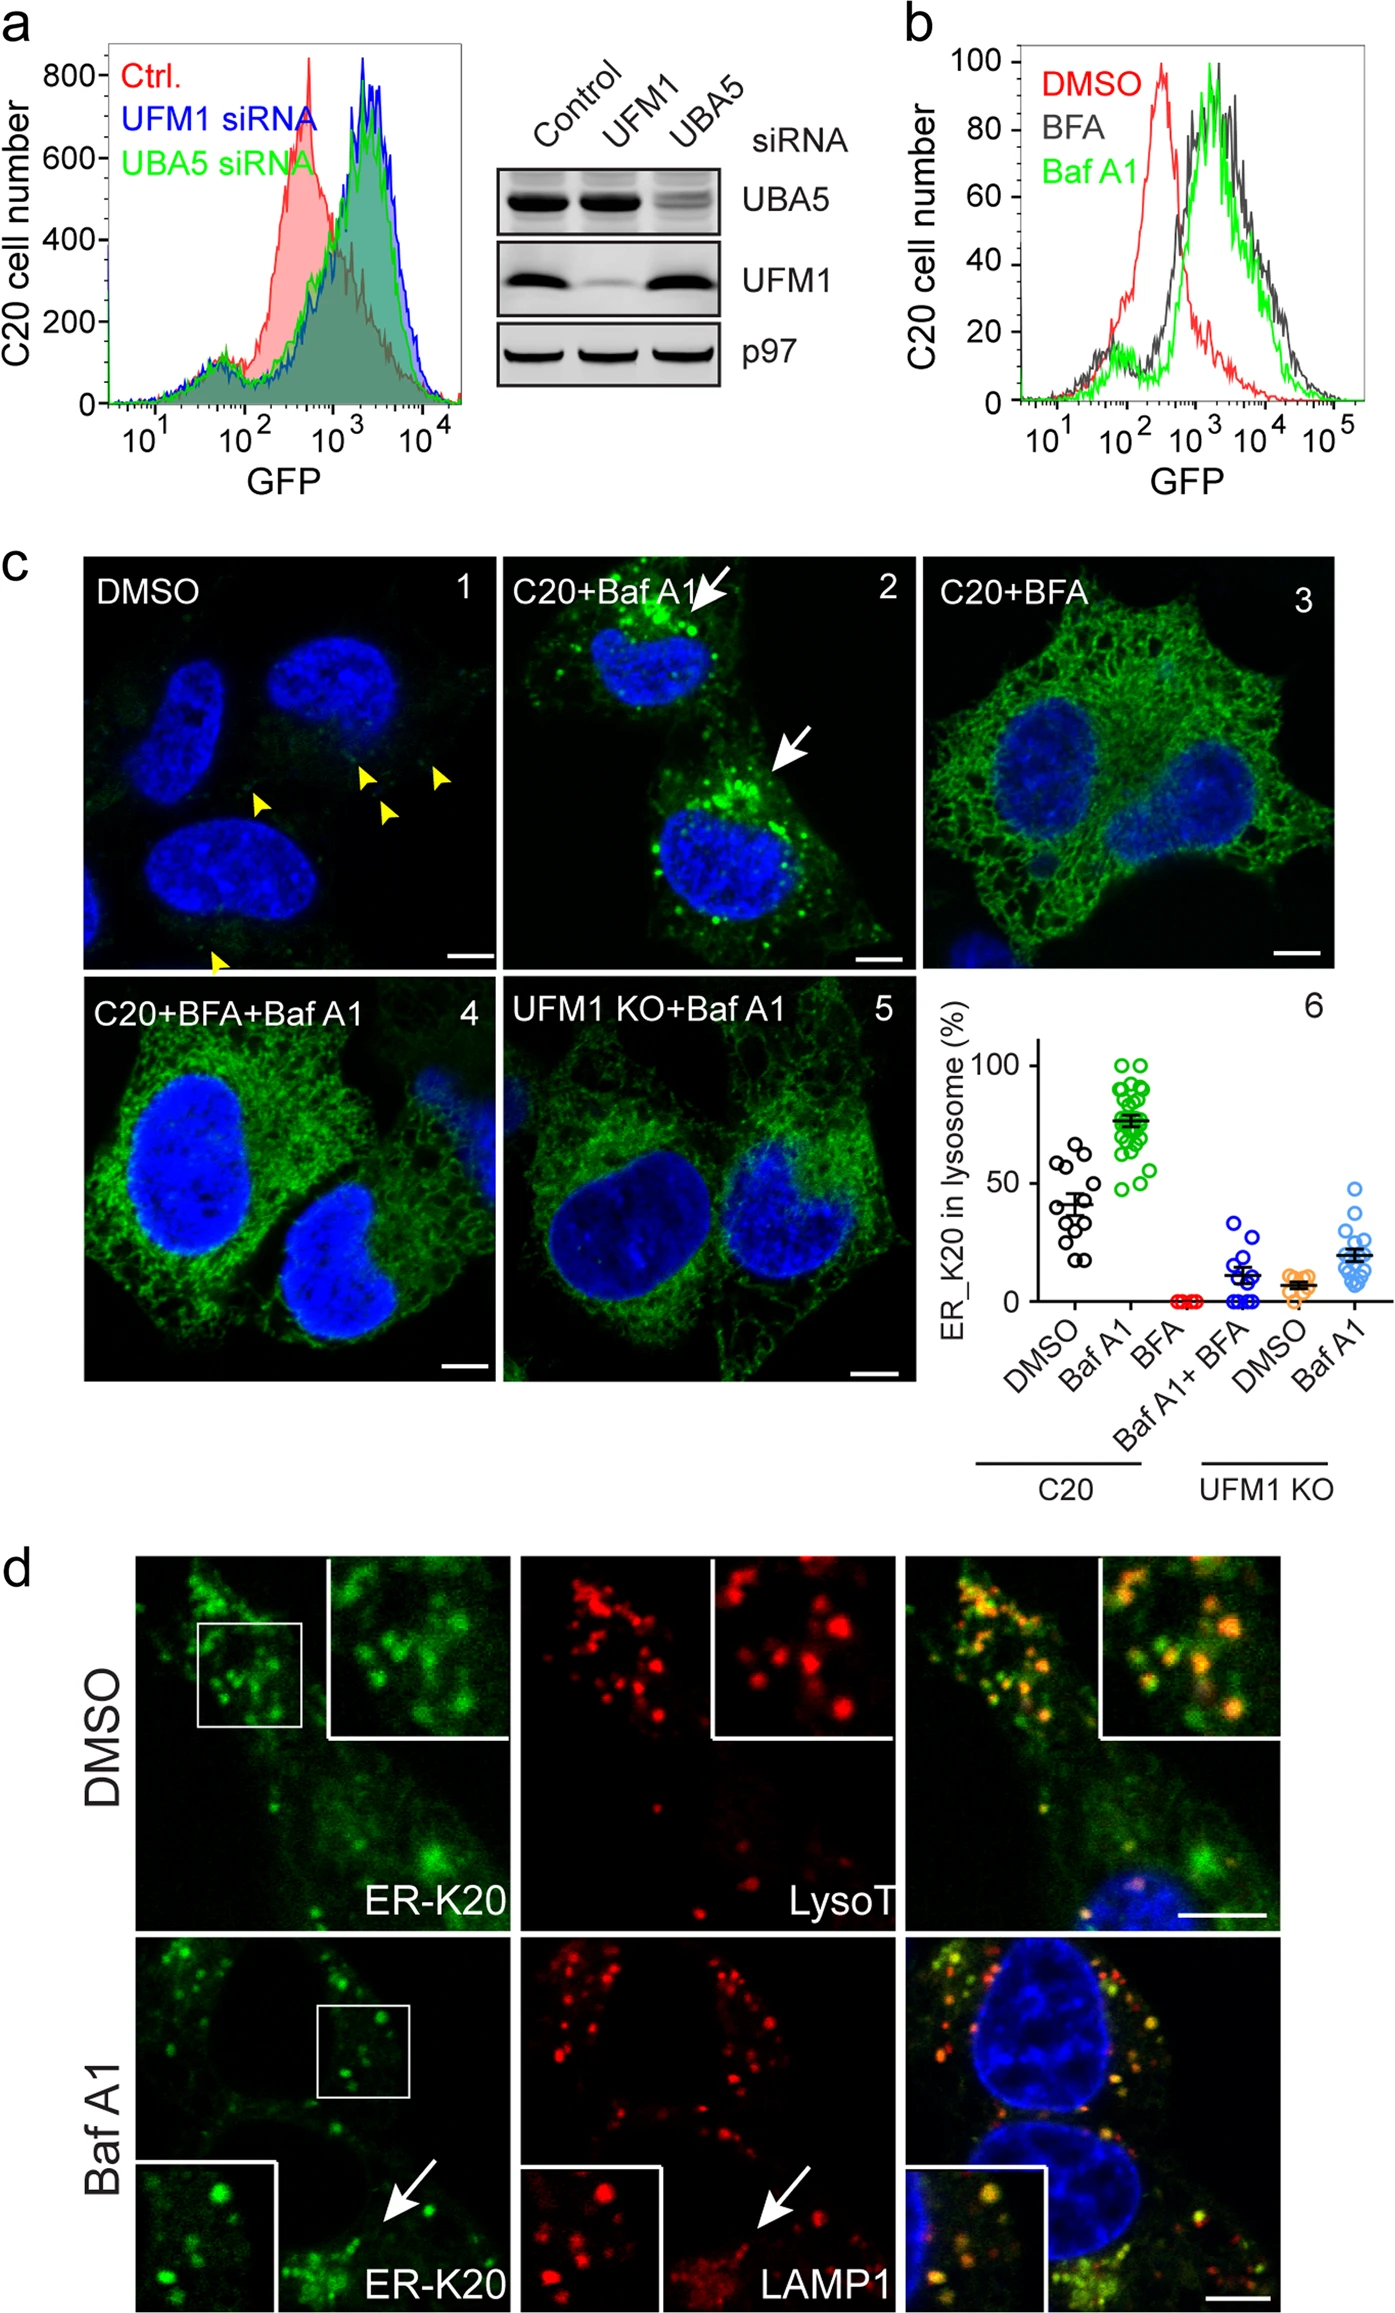 a
C20 cell number
800
600
400
200
0
Ctrl.
UFM1 siRNA
UBA5 siRNA
10^1 10^2 10^3 10^4
GFP
Control
UFM1
UBA5
siRNA
UBA5
UFM1
p97
b
C20 cell number
100
80
60
40
20
0
DMSO
BFA
Baf A1
10^1 10^2 10^3 10^4 10^5
GFP
c
DMSO 1
C20+Baf A1 2
C20+BFA 3
C20+BFA+Baf A1 4
UFM1 KO+Baf A1 5
6
ER_K20 in lysosome (%)
100
50
0
DMSO
Baf A1
BFA
Baf A1+ BFA
DMSO
Baf A1
C20
UFM1 KO
d
DMSO
ER-K20
LysoT
Baf A1
ER-K20
LAMP1